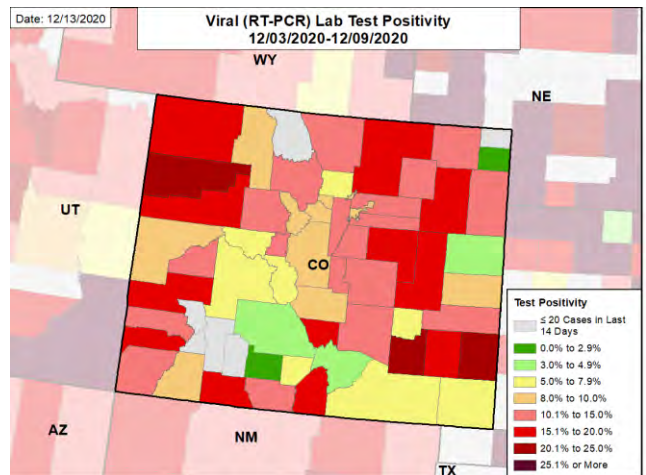 Date: 12/13/2020
Viral (RT-PCR) Lab Test Positivity
12/03/2020-12/09/2020
WY
NE
UT
CO
Test Positivity
≤ 20 Cases in Last
14 Days
0.0% to 2.9%
3.0% to 4.9%
5.0% to 7.9%
8.0% to 10.0%
10.1% to 15.0%
15.1% to 20.0%
20.1% to 25.0%
25.1% or More
AZ
NM
TX